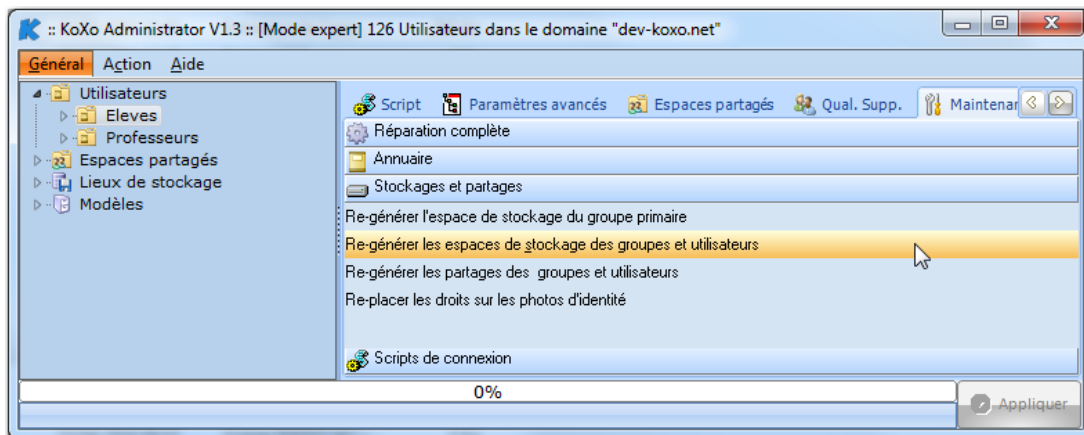 :: KoXo Administrator V1.3 :: [Mode expert] 126 Utilisateurs dans le domaine "dev-koxo.net"
Général Action Aide
Utilisateurs
Eleves
Professeurs
Espaces partagés
Lieux de stockage
Modèles
Script Paramètres avancés Espaces partagés Qual. Supp. Maintenar
Réparation complète
Annuaire
Stockages et partages
Re-générer l'espace de stockage du groupe primaire
Re-générer les espaces de stockage des groupes et utilisateurs
Re-générer les partages des groupes et utilisateurs
Re-placer les droits sur les photos d'identité
Scripts de connexion
0%
Appliquer